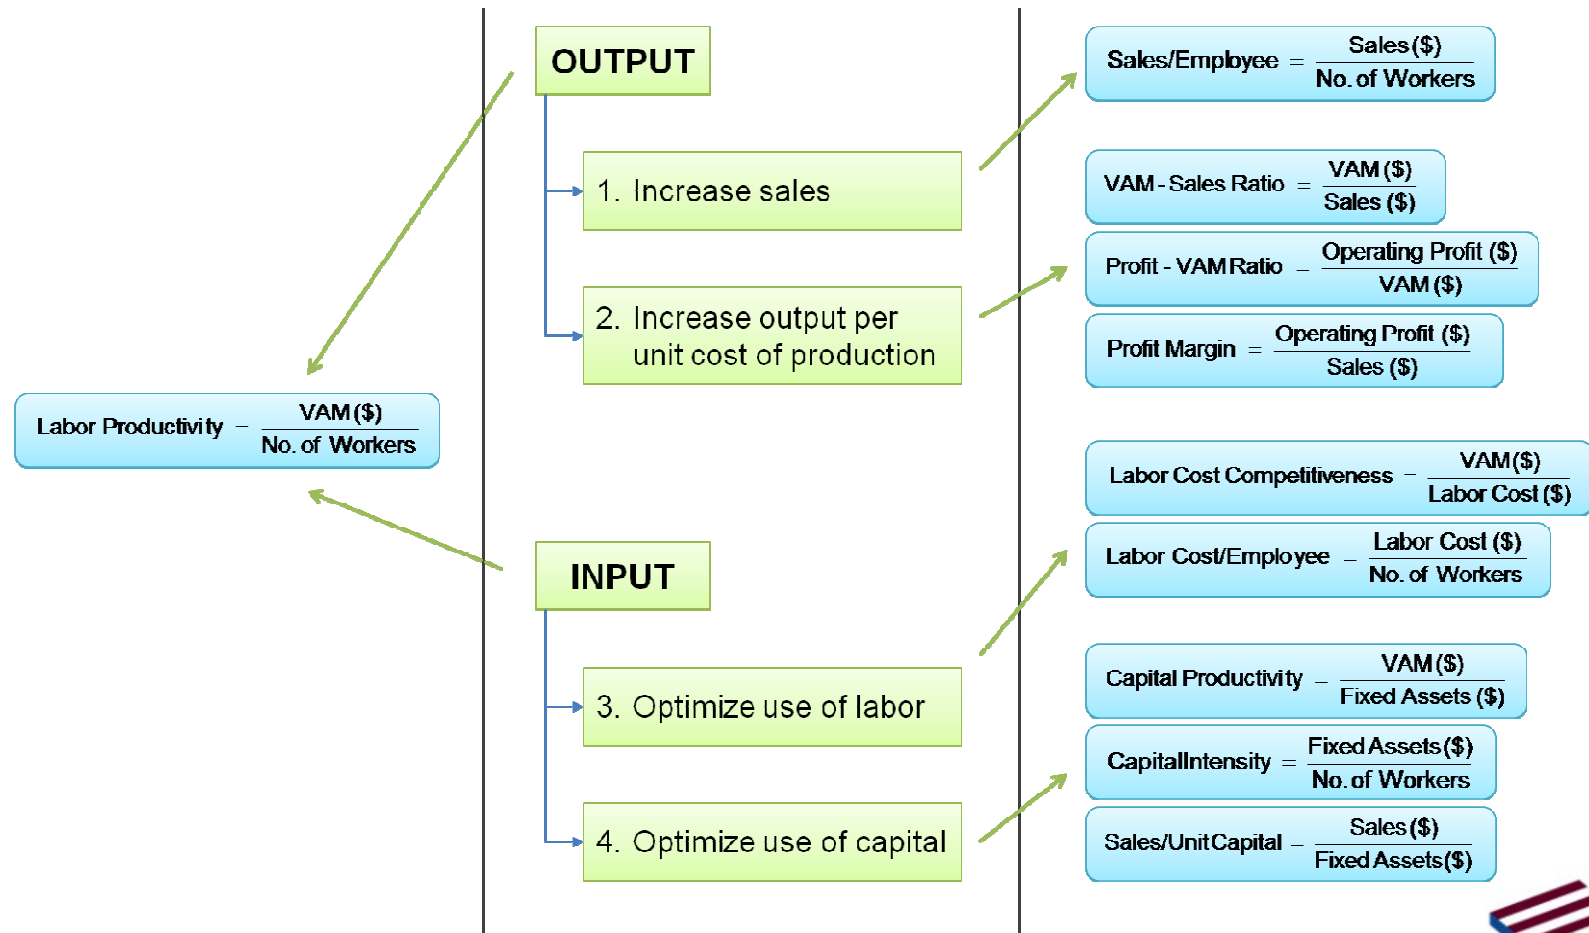 Labor Productivity = VAM ($) / No. of Workers
OUTPUT
1. Increase sales
2. Increase output per
unit cost of production
INPUT
3. Optimize use of labor
4. Optimize use of capital
Sales/Employee = Sales ($) / No. of Workers
VAM - Sales Ratio = VAM ($) / Sales ($)
Profit - VAM Ratio = Operating Profit ($) / VAM ($)
Profit Margin = Operating Profit ($) / Sales ($)
Labor Cost Competitiveness = VAM ($) / Labor Cost ($)
Labor Cost/Employee = Labor Cost ($) / No. of Workers
Capital Productivity = VAM ($) / Fixed Assets ($)
Capital Intensity = Fixed Assets ($) / No. of Workers
Sales/Unit Capital = Sales ($) / Fixed Assets ($)